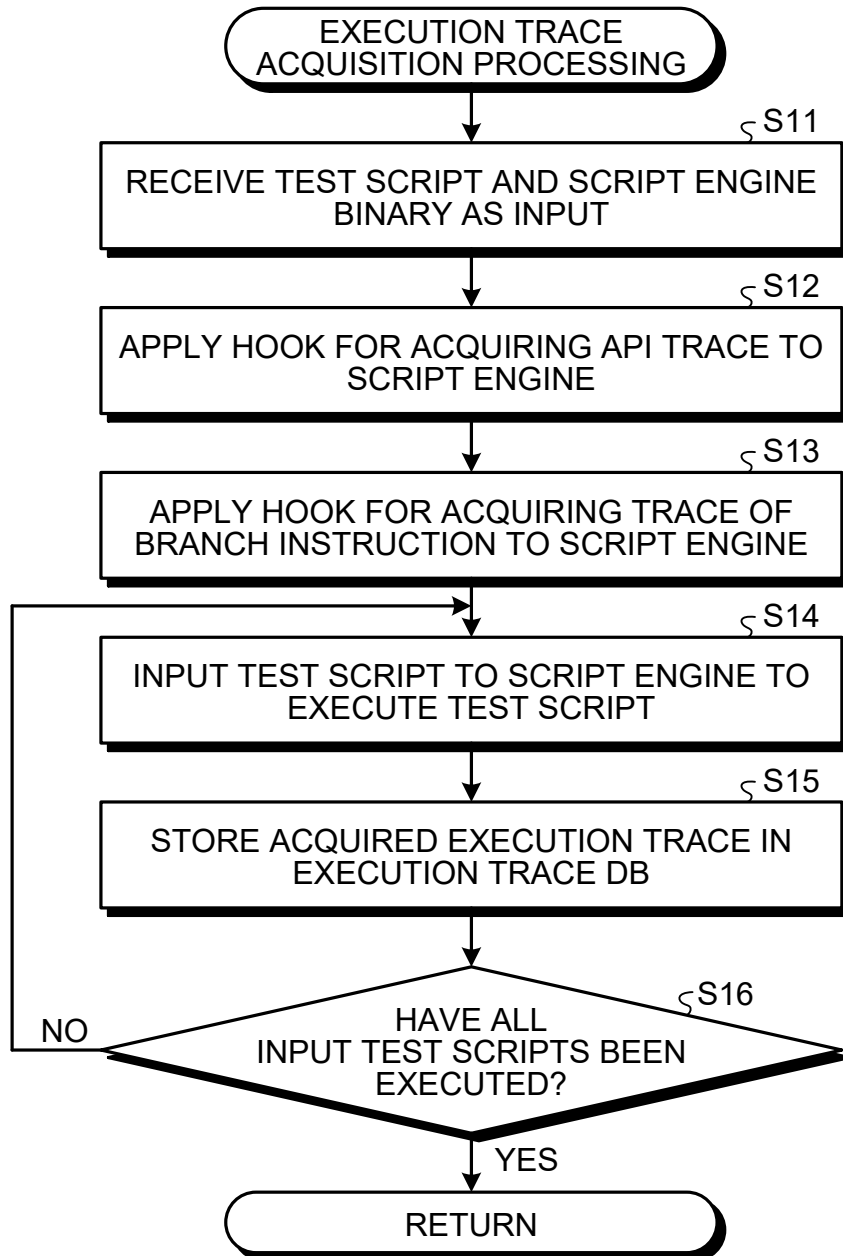 EXECUTION TRACE
ACQUISITION PROCESSING
S11
RECEIVE TEST SCRIPT AND SCRIPT ENGINE
BINARY AS INPUT
S12
APPLY HOOK FOR ACQUIRING API TRACE TO
SCRIPT ENGINE
S13
APPLY HOOK FOR ACQUIRING TRACE OF
BRANCH INSTRUCTION TO SCRIPT ENGINE
S14
INPUT TEST SCRIPT TO SCRIPT ENGINE TO
EXECUTE TEST SCRIPT
S15
STORE ACQUIRED EXECUTION TRACE IN
EXECUTION TRACE DB
S16
HAVE ALL
INPUT TEST SCRIPTS BEEN
EXECUTED?
NO
YES
RETURN